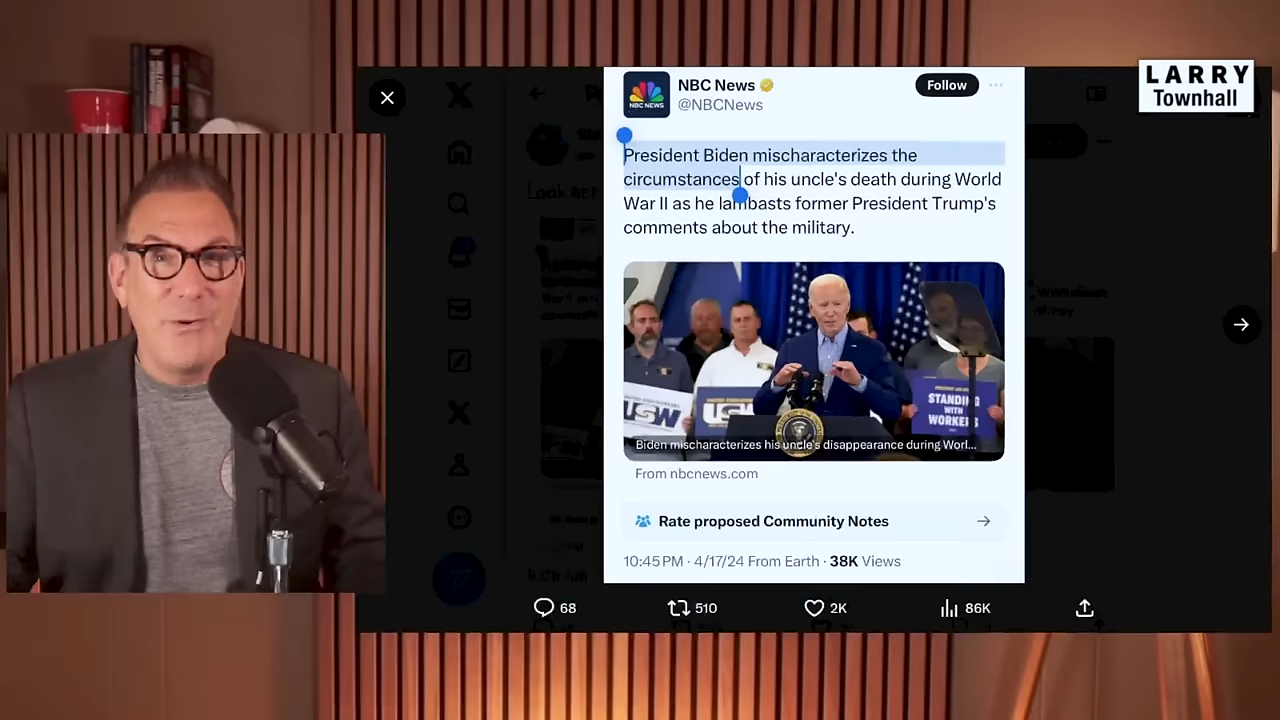 LARRY
Townhall
NBC NEWS
NBC News
@NBCNews
Follow
President Biden mischaracterizes the
circumstances of his uncle's death during World
War II as he lambasts former President Trump's
comments about the military.
USW
USW
STANDING
WITH
WORKERS
Biden mischaracterizes his uncle's disappearance during Worl...
From nbcnews.com
Rate proposed Community Notes
10:45 PM · 4/17/24 From Earth · 38K Views
68
510
2K
86K